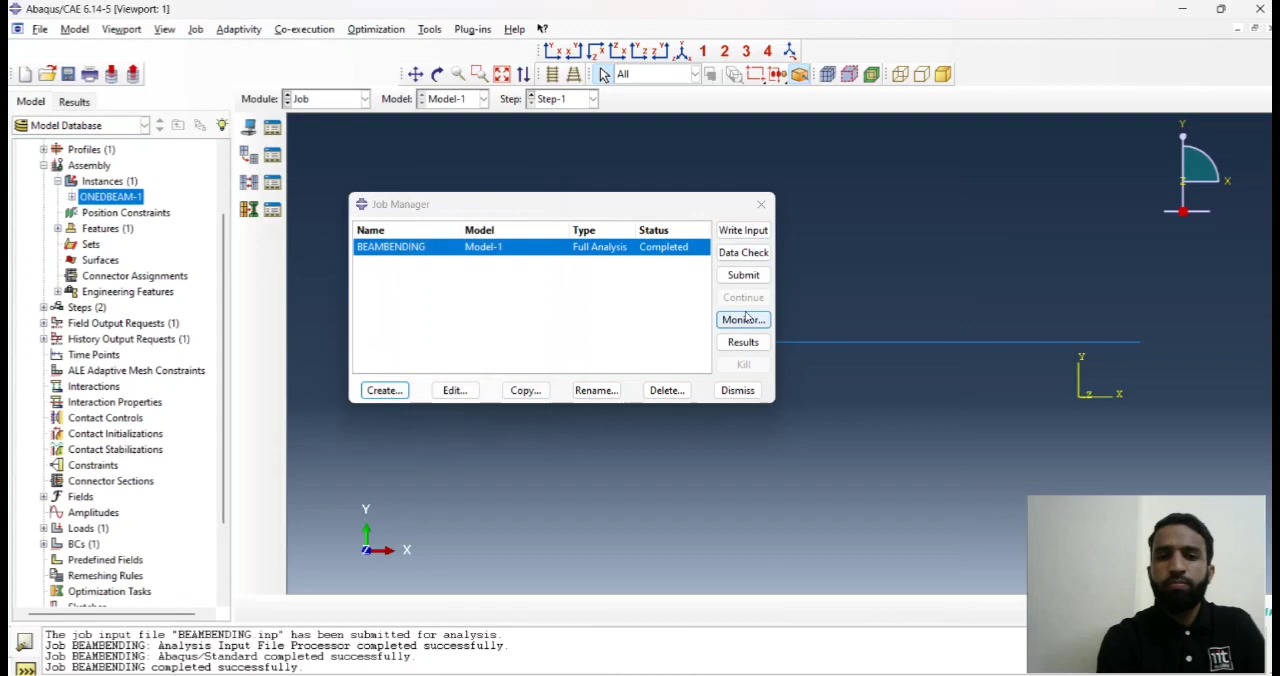 Abaqus/CAE 6.14-5 [Viewport: 1]
File Model Viewport View Job Adaptivity Co-execution Optimization Tools Plug-ins Help
1 2 3 4
All
Model Results
Module: Job Model: Model-1 Step: Step-1
Model Database
Profiles (1)
Assembly
Instances (1)
ONEDBEAM-1
Position Constraints
Features (1)
Sets
Surfaces
Connector Assignments
Engineering Features
Steps (2)
Field Output Requests (1)
History Output Requests (1)
Time Points
ALE Adaptive Mesh Constraints
Interactions
Interaction Properties
Contact Controls
Contact Initializations
Contact Stabilizations
Constraints
Connector Sections
Fields
Amplitudes
Loads (1)
BCs (1)
Predefined Fields
Remeshing Rules
Optimization Tasks
Sketches
Job Manager
Name Model Type Status
BEAMBENDING Model-1 Full Analysis Completed
Write Input
Data Check
Submit
Continue
Monitor...
Results
Kill
Create... Edit... Copy... Rename... Delete... Dismiss
Y
Z X
Y
Z X
Y
Z X
The job input file "BEAMBENDING.inp" has been submitted for analysis.
Job BEAMBENDING: Analysis Input File Processor completed successfully.
Job BEAMBENDING: Abaqus/Standard completed successfully.
Job BEAMBENDING completed successfully.